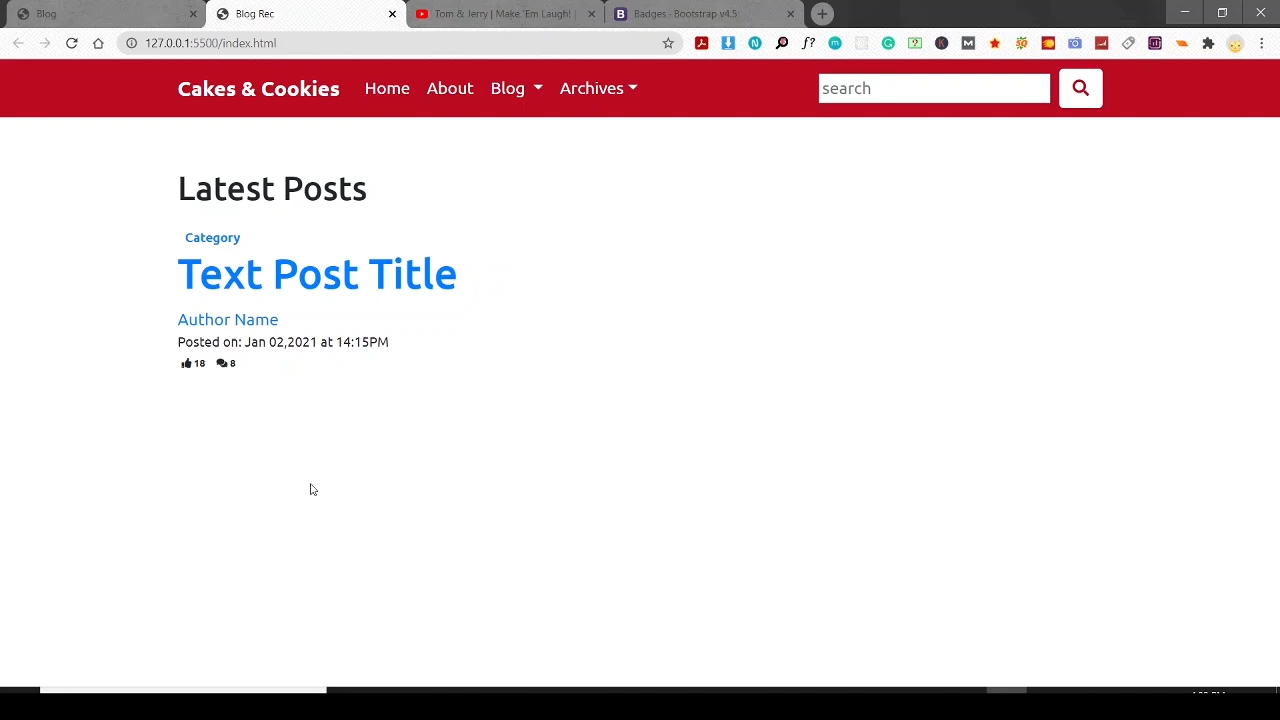 Blog
Blog Rec
Tom & Jerry | Make 'Em Laugh! |
Badges · Bootstrap v4.5
127.0.0.1:5500/index.html
Cakes & Cookies Home About Blog Archives search
Latest Posts
Category
Text Post Title
Author Name
Posted on: Jan 02,2021 at 14:15PM
18 8